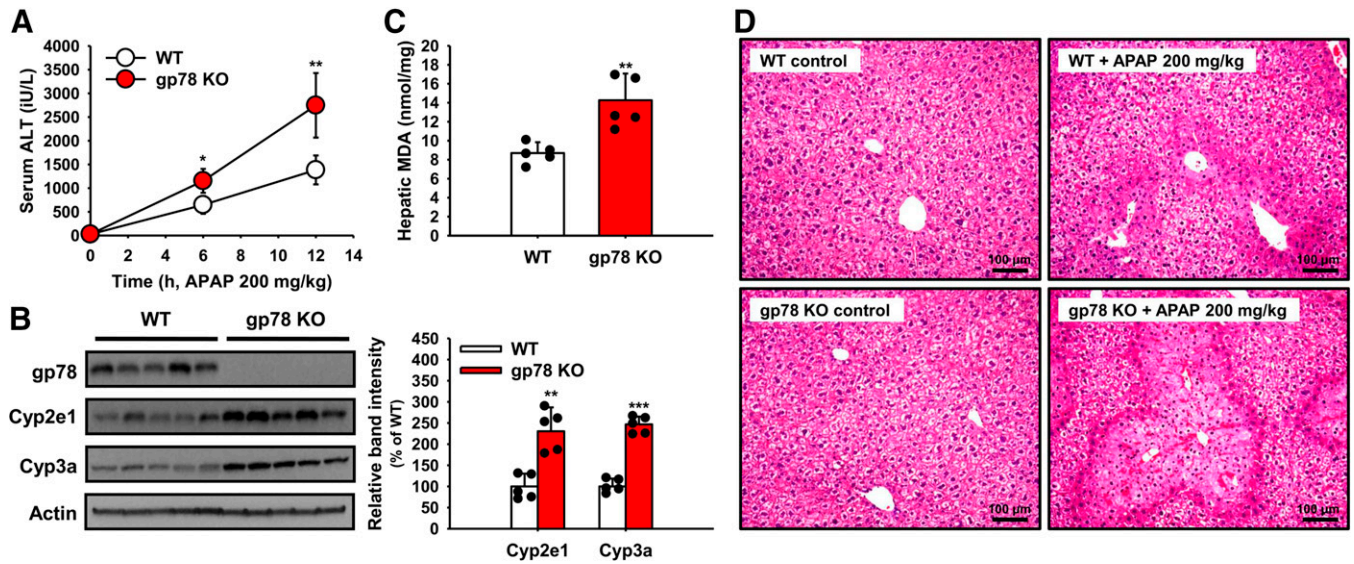 A
Serum ALT (iU/L)
4000
3500
3000
2500
2000
1500
1000
500
0
WT
gp78 KO
*
**
0 2 4 6 8 10 12 14
Time (h, APAP 200 mg/kg)
B
WT gp78 KO
gp78
Cyp2e1
Cyp3a
Actin
Relative band intensity
(% of WT)
450
400
350
300
250
200
150
100
50
0
WT
gp78 KO
**
***
Cyp2e1 Cyp3a
C
Hepatic MDA (nmol/mg)
20
18
16
14
12
10
8
6
4
2
0
**
WT gp78 KO
D
WT control
100 µm
WT + APAP 200 mg/kg
100 µm
gp78 KO control
100 µm
gp78 KO + APAP 200 mg/kg
100 µm